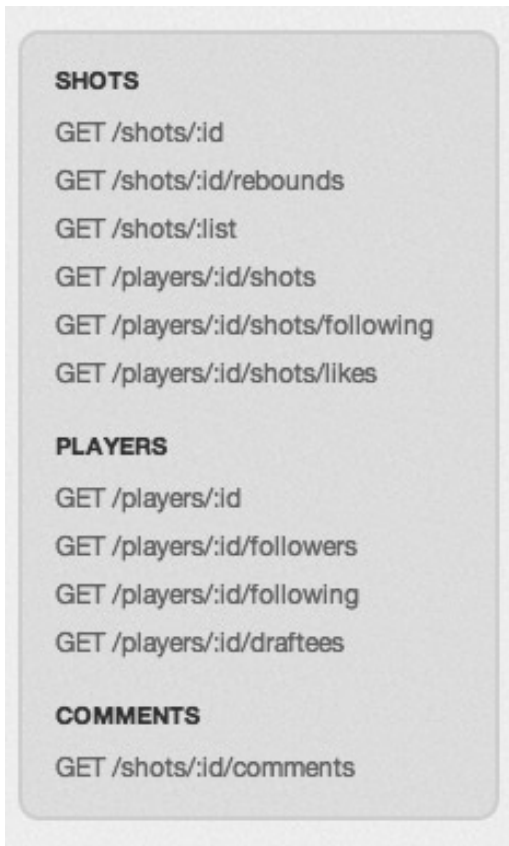 SHOTS
GET /shots/:id
GET /shots/:id/rebounds
GET /shots/:list
GET /players/:id/shots
GET /players/:id/shots/following
GET /players/:id/shots/likes
PLAYERS
GET /players/:id
GET /players/:id/followers
GET /players/:id/following
GET /players/:id/draftees
COMMENTS
GET /shots/:id/comments